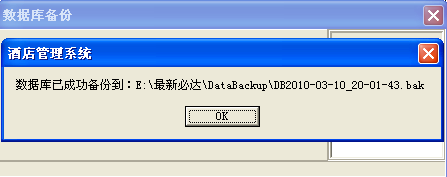 数据库备份
酒店管理系统
数据库已成功备份到：E:\最新必达\DataBackup\DB2010-03-10_20-01-43.bak
OK